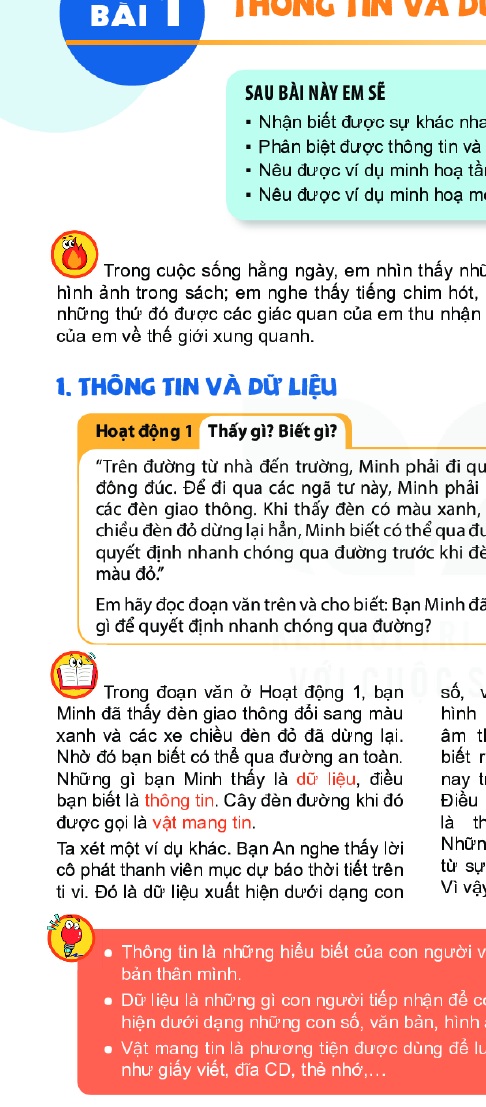 BÀI 1
THÔNG TIN VÀ DỮ
SAU BÀI NÀY EM SẼ
▪ Nhận biết được sự khác nha
▪ Phân biệt được thông tin và
▪ Nêu được ví dụ minh hoạ tầ
▪ Nêu được ví dụ minh hoạ m
Trong cuộc sống hằng ngày, em nhìn thấy nhữ
hình ảnh trong sách; em nghe thấy tiếng chim hót,
những thứ đó được các giác quan của em thu nhận
của em về thế giới xung quanh.
1. THÔNG TIN VÀ DỮ LIỆU
Hoạt động 1 Thấy gì? Biết gì?
“Trên đường từ nhà đến trường, Minh phải đi qu
đông đúc. Để đi qua các ngã tư này, Minh phải
các đèn giao thông. Khi thấy đèn có màu xanh,
chiều đèn đỏ dừng lại hẳn, Minh biết có thể qua đư
quyết định nhanh chóng qua đường trước khi đè
màu đỏ.”
Em hãy đọc đoạn văn trên và cho biết: Bạn Minh đã
gì để quyết định nhanh chóng qua đường?
VỚI CUỘC S
Trong đoạn văn ở Hoạt động 1, bạn
Minh đã thấy đèn giao thông đổi sang màu
xanh và các xe chiều đèn đỏ đã dừng lại.
Nhờ đó bạn biết có thể qua đường an toàn.
Những gì bạn Minh thấy là dữ liệu, điều
bạn biết là thông tin. Cây đèn đường khi đó
được gọi là vật mang tin.
Ta xét một ví dụ khác. Bạn An nghe thấy lời
cô phát thanh viên mục dự báo thời tiết trên
ti vi. Đó là dữ liệu xuất hiện dưới dạng con
số, v
hình
âm t
biết r
nay t
Điều
là th
Nhữn
từ sự
Vì vậy
• Thông tin là những hiểu biết của con người v
bản thân mình.
• Dữ liệu là những gì con người tiếp nhận để c
hiện dưới dạng những con số, văn bản, hình
• Vật mang tin là phương tiện được dùng để lư
như giấy viết, đĩa CD, thẻ nhớ,...